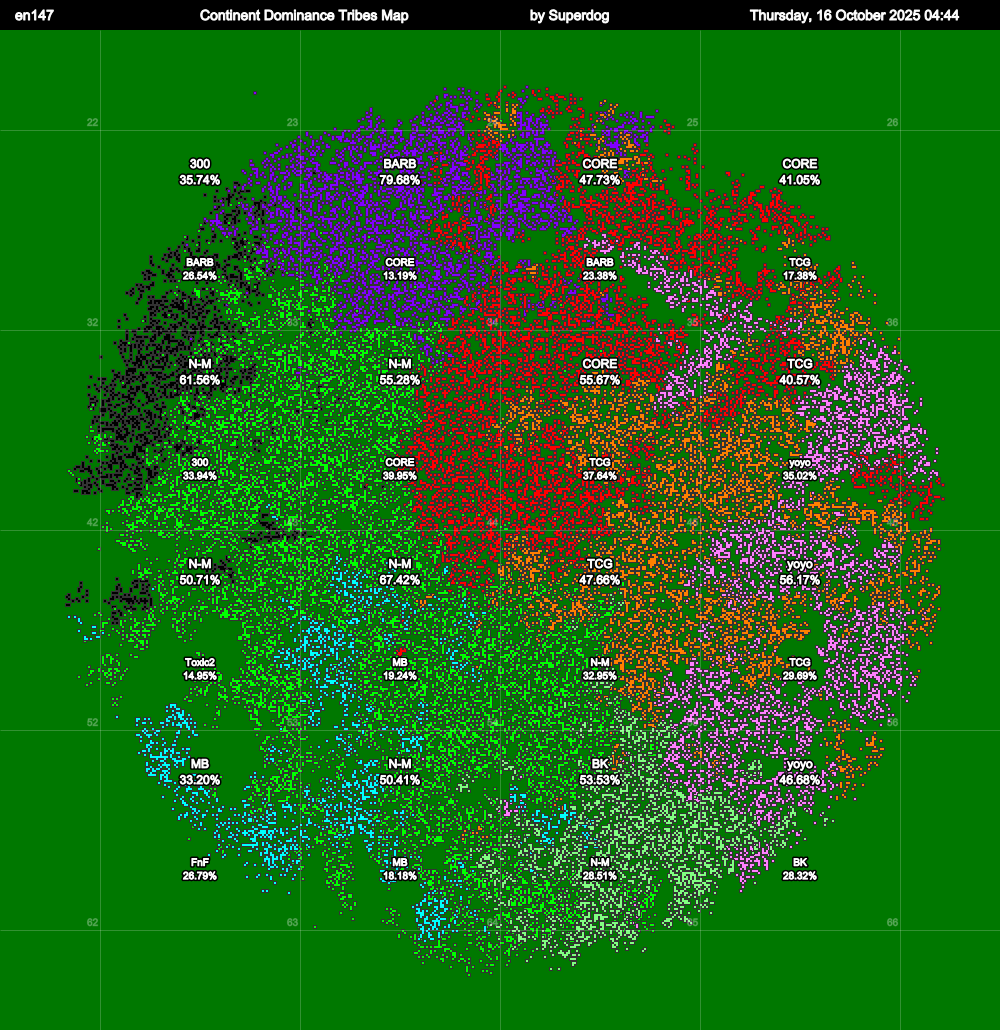 en147 Continent Dominance Tribes Map by Superdog Thursday, 16 October 2025 04:44
22 23 25 26
300 BARB CORE CORE
35.74% 79.68% 47.73% 41.05%
BARB CORE BARB TCG
26.54% 13.19% 23.38% 17.38%
32 33 34 35 36
N-M N-M CORE TCG
61.56% 55.28% 55.67% 40.57%
300 CORE TCG yoyo
33.94% 39.95% 37.64% 35.02%
42 44
N-M N-M TCG yoyo
50.71% 67.42% 47.66% 56.17%
Toxic2 MB N-M TCG
14.95% 19.24% 32.95% 29.69%
52 53
MB N-M BK yoyo
33.20% 50.41% 53.53% 46.68%
FnF MB N-M BK
26.79% 18.18% 28.51% 28.32%
62 63 65 66